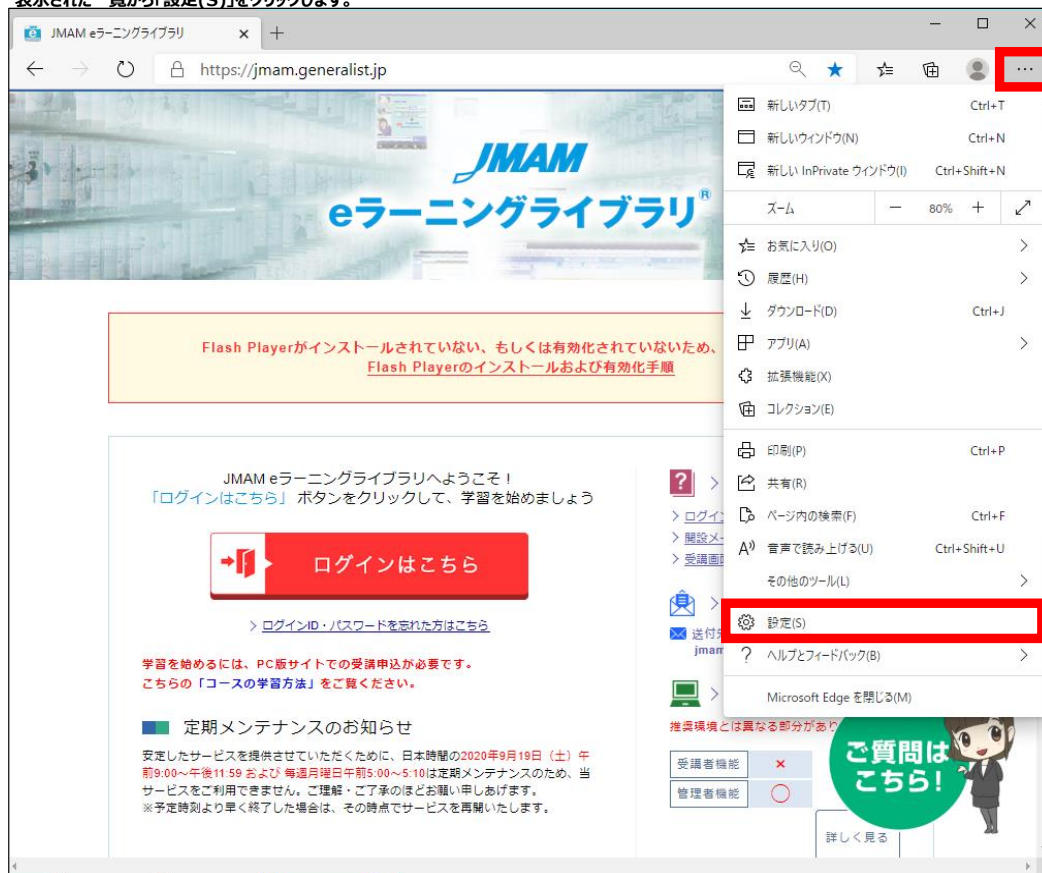 表示された一覧から「設定(S)」をクリックします。
JMAM eラーニングライブラリ
https://jmam.generalist.jp
JMAM
eラーニングライブラリ®
Flash Playerがインストールされていない、もしくは有効化されていないため、
Flash Playerのインストールおよび有効化手順
JMAM eラーニングライブラリへようこそ！
「ログインはこちら」 ボタンをクリックして、学習を始めましょう
ログインはこちら
> ログインID・パスワードを忘れた方はこちら
学習を始めるには、PC版サイトでの受講申込が必要です。
こちらの「コースの学習方法」をご覧ください。
定期メンテナンスのお知らせ
安定したサービスを提供させていただくために、日本時間の2020年9月19日（土）午
前9:00～午後11:59 および 毎週月曜日午前5:00～5:10は定期メンテナンスのため、当
サービスをご利用できません。ご理解・ご了承のほどお願い申しあげます。
※予定時刻より早く終了した場合は、その時点でサービスを再開いたします。
?
> ログイ
> 開設メー
> 受講画
送付先
jmam
推奨環境とは異なる部分があり
受講者機能 ×
管理者機能 ○
ご質問は
こちら!
詳しく見る
新しいタブ(T) Ctrl+T
新しいウィンドウ(N) Ctrl+N
新しい InPrivate ウィンドウ(I) Ctrl+Shift+N
ズーム − 80% +
お気に入り(O)
履歴(H)
ダウンロード(D) Ctrl+J
アプリ(A)
拡張機能(X)
コレクション(E)
印刷(P) Ctrl+P
共有(R)
ページ内の検索(F) Ctrl+F
音声で読み上げる(U) Ctrl+Shift+U
その他のツール(L)
設定(S)
ヘルプとフィードバック(B)
Microsoft Edge を閉じる(M)